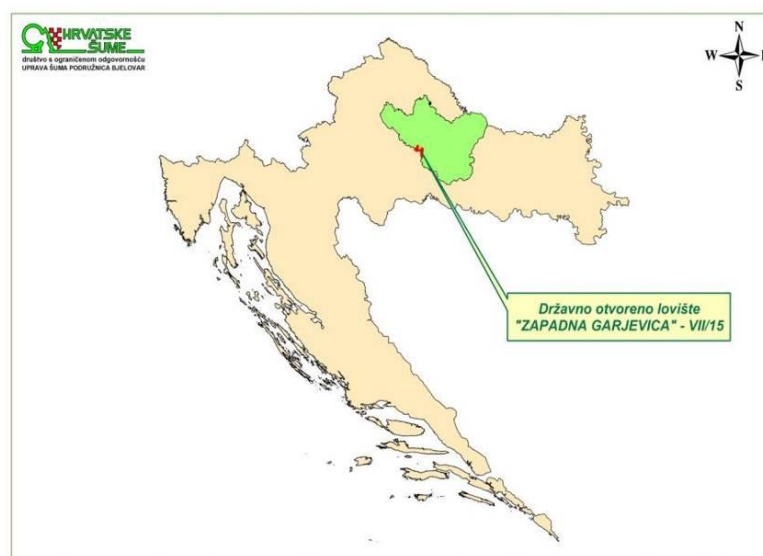 HRVATSKE
ŠUME
društvo s ograničenom odgovornošću
UPRAVA ŠUMA PODRUŽNICA BJELOVAR
N
W
S
Državno otvoreno lovište
"ZAPADNA GARJEVICA" - VII/15